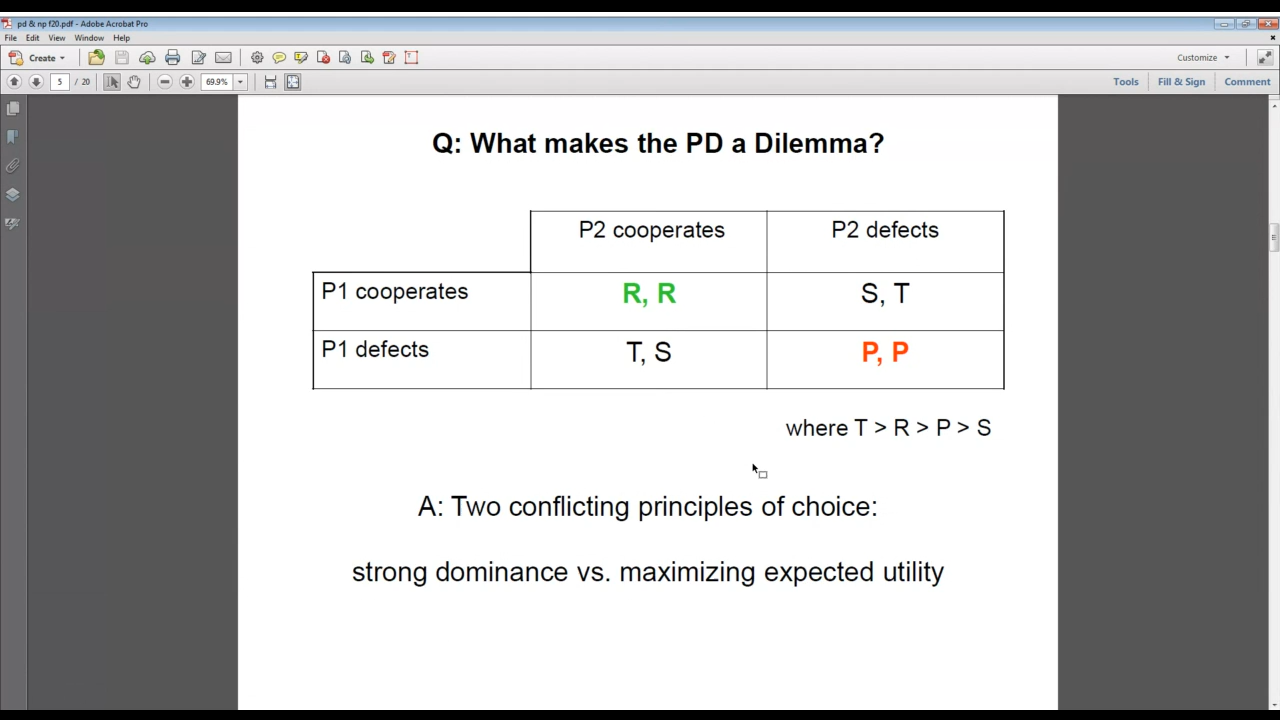 pd & np f20.pdf - Adobe Acrobat Pro
File Edit View Window Help
Create Customize
5 / 20 69.9% Tools Fill & Sign Comment
Q: What makes the PD a Dilemma?
P2 cooperates P2 defects
P1 cooperates R, R S, T
P1 defects T, S P, P
where T > R > P > S
A: Two conflicting principles of choice:
strong dominance vs. maximizing expected utility